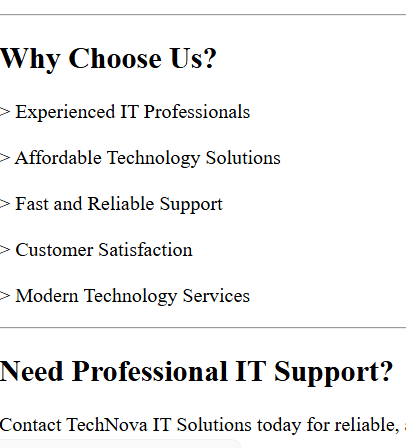 Why Choose Us?
> Experienced IT Professionals
> Affordable Technology Solutions
> Fast and Reliable Support
> Customer Satisfaction
> Modern Technology Services
Need Professional IT Support?
Contact TechNova IT Solutions today for reliable,